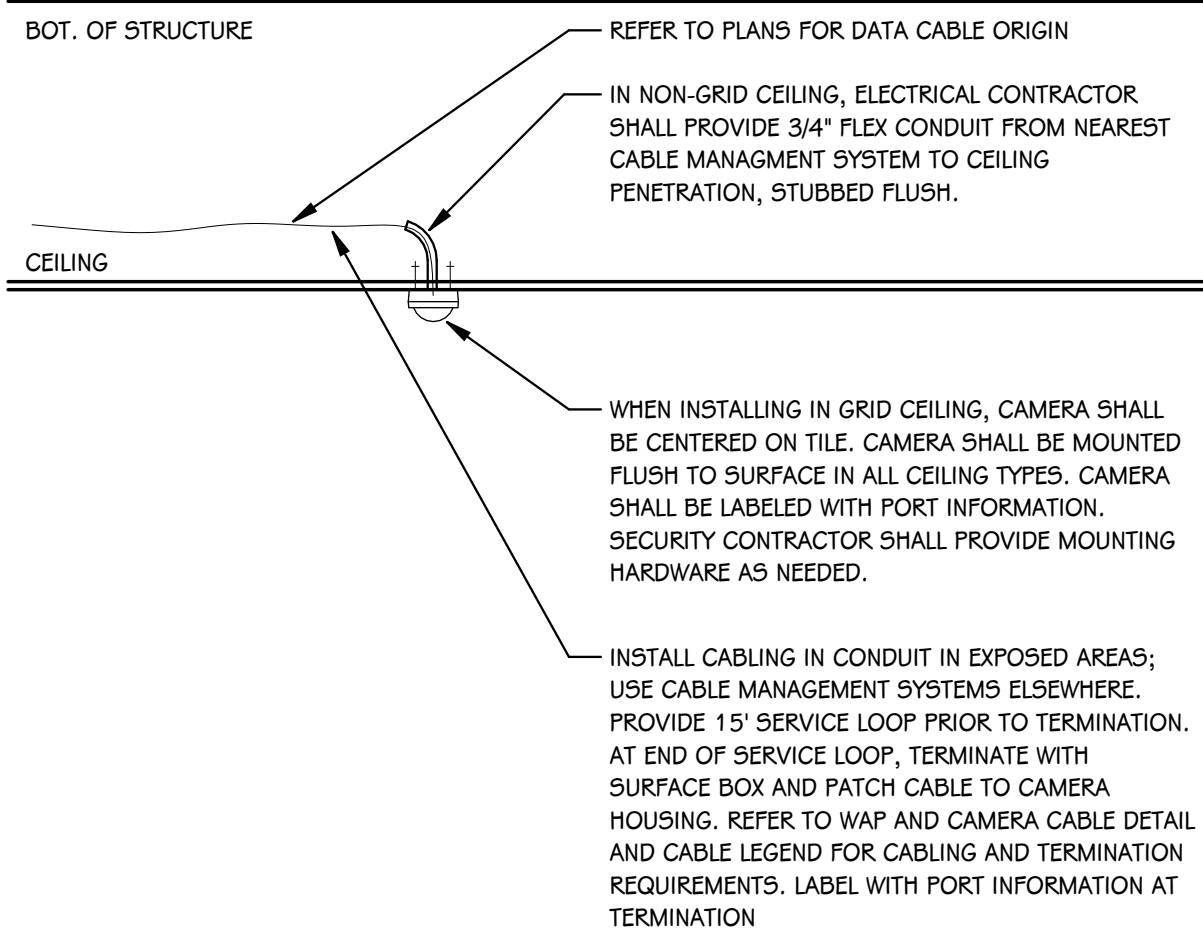 BOT. OF STRUCTURE
REFER TO PLANS FOR DATA CABLE ORIGIN
IN NON-GRID CEILING, ELECTRICAL CONTRACTOR
SHALL PROVIDE 3/4" FLEX CONDUIT FROM NEAREST
CABLE MANAGMENT SYSTEM TO CEILING
PENETRATION, STUBBED FLUSH.
CEILING
WHEN INSTALLING IN GRID CEILING, CAMERA SHALL
BE CENTERED ON TILE. CAMERA SHALL BE MOUNTED
FLUSH TO SURFACE IN ALL CEILING TYPES. CAMERA
SHALL BE LABELED WITH PORT INFORMATION.
SECURITY CONTRACTOR SHALL PROVIDE MOUNTING
HARDWARE AS NEEDED.
INSTALL CABLING IN CONDUIT IN EXPOSED AREAS;
USE CABLE MANAGEMENT SYSTEMS ELSEWHERE.
PROVIDE 15' SERVICE LOOP PRIOR TO TERMINATION.
AT END OF SERVICE LOOP, TERMINATE WITH
SURFACE BOX AND PATCH CABLE TO CAMERA
HOUSING. REFER TO WAP AND CAMERA CABLE DETAIL
AND CABLE LEGEND FOR CABLING AND TERMINATION
REQUIREMENTS. LABEL WITH PORT INFORMATION AT
TERMINATION